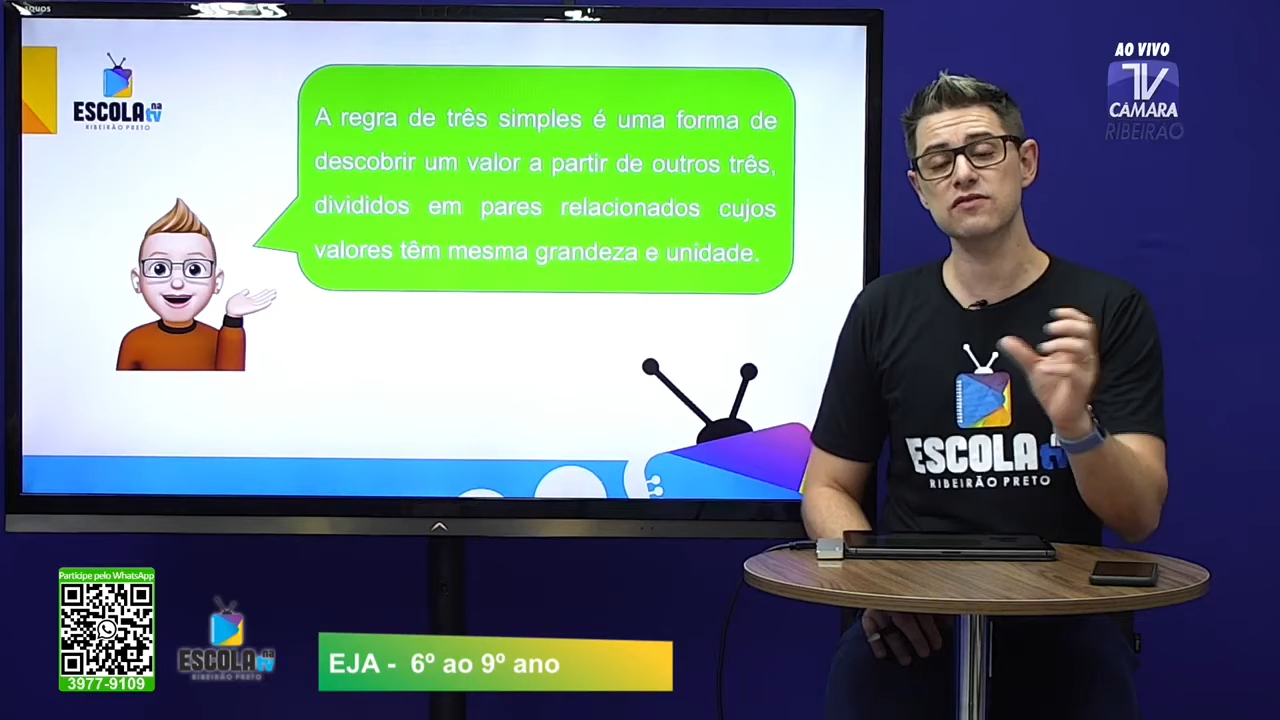 AQUOS
ESCOLA na tv
RIBEIRÃO PRETO
A regra de três simples é uma forma de
descobrir um valor a partir de outros três,
divididos em pares relacionados cujos
valores têm mesma grandeza e unidade.
AO VIVO
TV
CÂMARA
RIBEIRÃO
ESCOLA tv
RIBEIRÃO PRETO
Participe pelo WhatsApp
3977-9109
ESCOLA na tv
RIBEIRÃO PRETO
EJA - 6º ao 9º ano